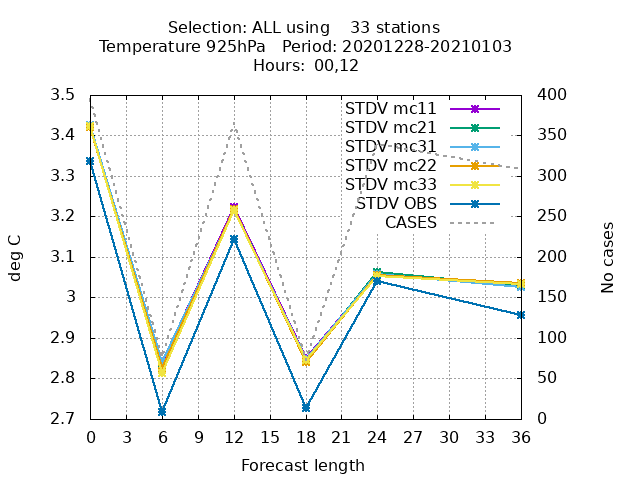 Selection: ALL using    33 stations
Temperature 925hPa   Period: 20201228-20210103
Hours: 00,12
3.5
3.4
3.3
3.2
3.1
3
2.9
2.8
2.7
deg C
STDV mc11
STDV mc21
STDV mc31
STDV mc22
STDV mc33
STDV OBS
CASES
400
350
300
250
200
150
100
50
0
No cases
0 3 6 9 12 15 18 21 24 27 30 33 36
Forecast length